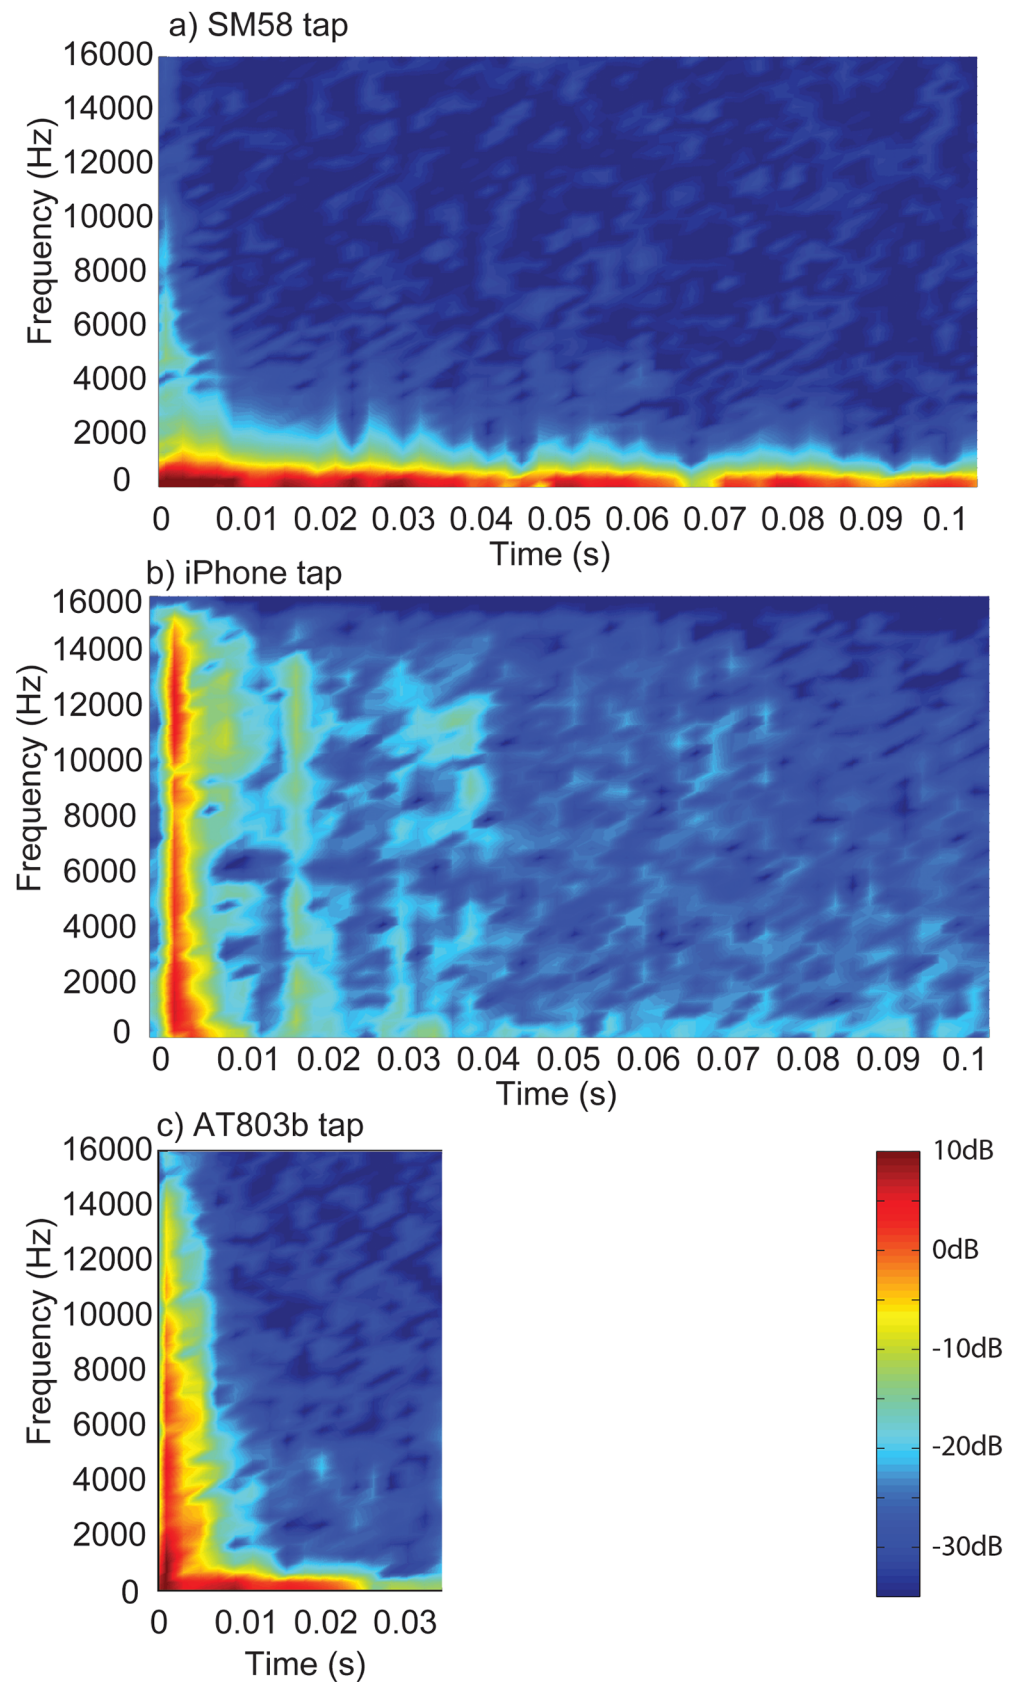 a) SM58 tap
16000
14000
12000
10000
8000
6000
4000
2000
0
Frequency (Hz)
0 0.01 0.02 0.03 0.04 0.05 0.06 0.07 0.08 0.09 0.1
Time (s)
b) iPhone tap
16000
14000
12000
10000
8000
6000
4000
2000
0
Frequency (Hz)
0 0.01 0.02 0.03 0.04 0.05 0.06 0.07 0.08 0.09 0.1
Time (s)
c) AT803b tap
16000
14000
12000
10000
8000
6000
4000
2000
0
Frequency (Hz)
0 0.01 0.02 0.03
Time (s)
10dB
0dB
-10dB
-20dB
-30dB